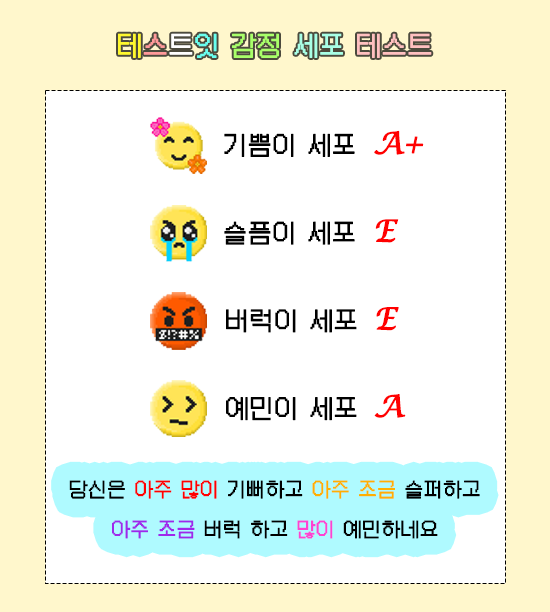 테스트잇 감정 세포 테스트
기쁨이 세포 A+
슬픔이 세포 E
$!?#%
버럭이 세포 E
예민이 세포 A
당신은 아주 많이 기뻐하고 아주 조금 슬퍼하고
아주 조금 버럭 하고 많이 예민하네요